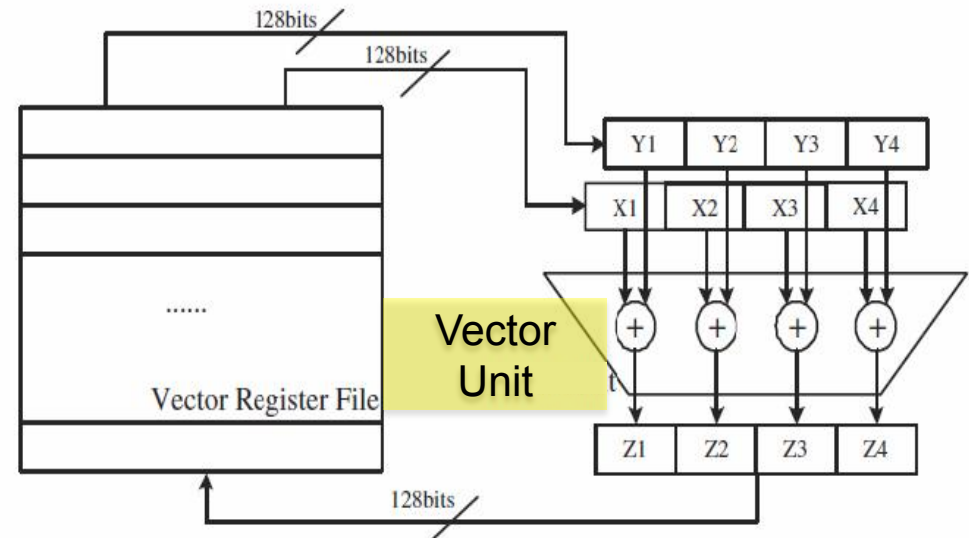 128bits
128bits
Y1 Y2 Y3 Y4
X1 X2 X3 X4
......
+ + + +
Vector
Unit
t
Vector Register File
Z1 Z2 Z3 Z4
128bits